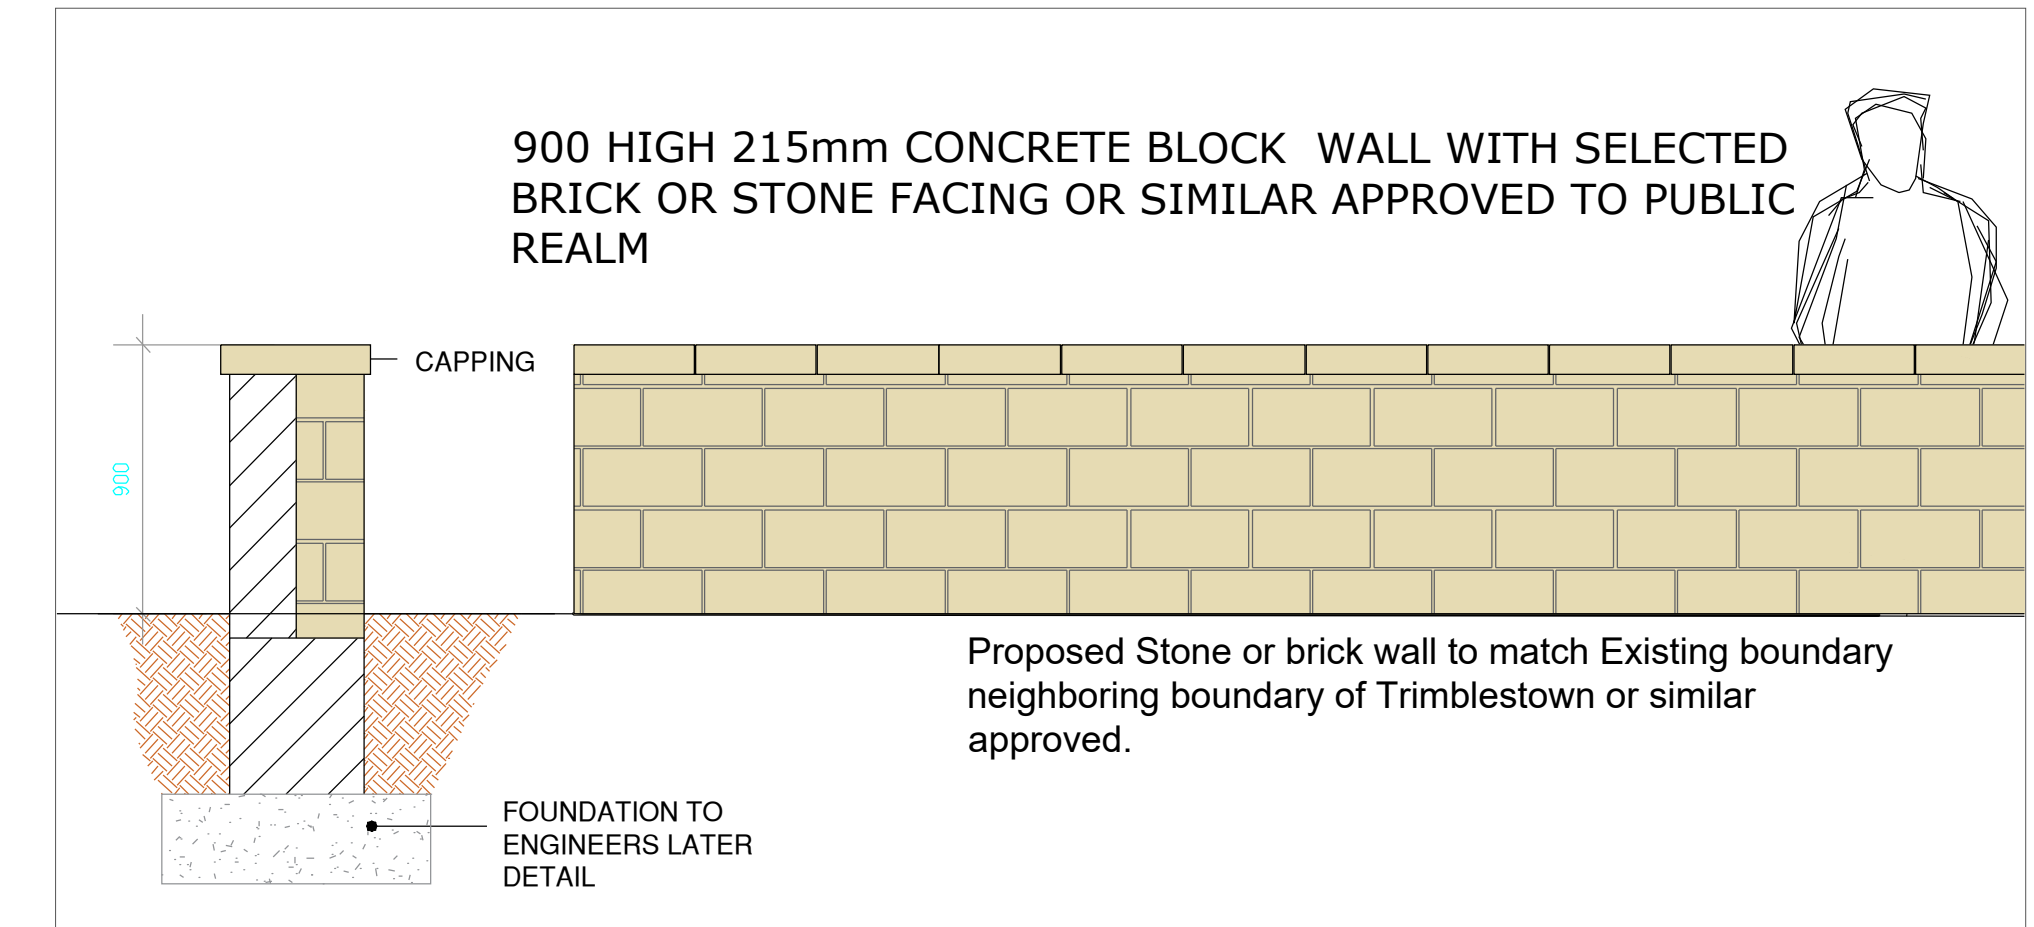 900 HIGH 215mm CONCRETE BLOCK  WALL WITH SELECTED
BRICK OR STONE FACING OR SIMILAR APPROVED TO PUBLIC
REALM
CAPPING
900
Proposed Stone or brick wall to match Existing boundary
neighboring boundary of Trimblestown or similar
approved.
FOUNDATION TO
ENGINEERS LATER
DETAIL